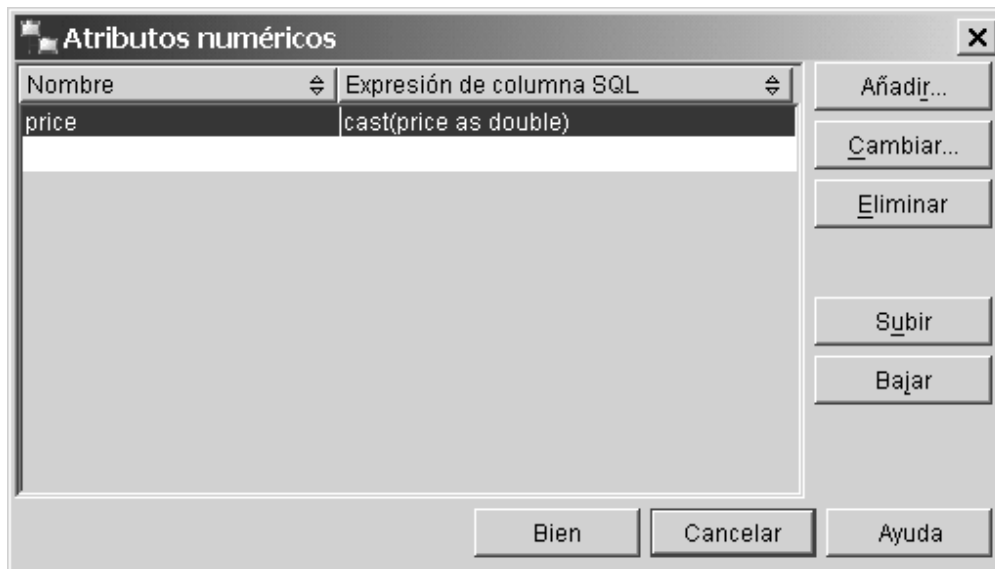 Atributos numéricos
Nombre Expresión de columna SQL
price cast(price as double)
Añadir...
Cambiar...
Eliminar
Subir
Bajar
Bien Cancelar Ayuda